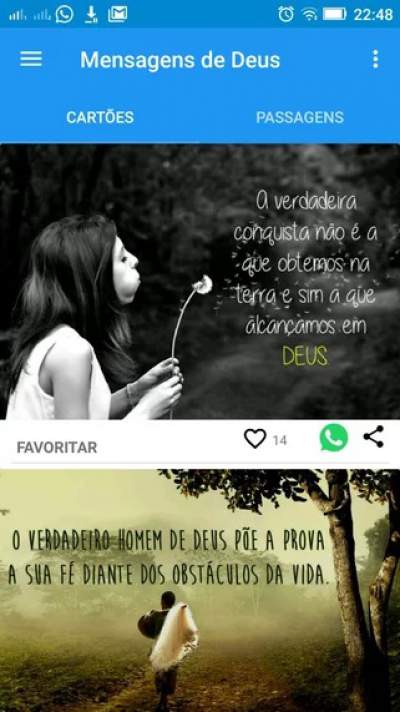 22:48
Mensagens de Deus
CARTÕES
PASSAGENS
A verdadeira
conquista não é a
que obtemos na
terra e sim a que
alcançamos em
DEUS
FAVORITAR
14
O VERDADEIRO HOMEM DE DEUS PÕE A PROVA
A SUA FÉ DIANTE DOS OBSTÁCULOS DA VIDA.